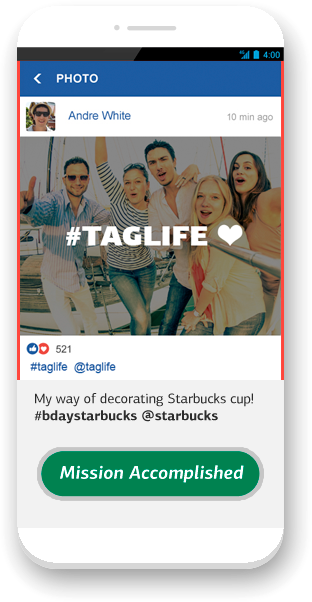 4:00
PHOTO
Andre White
10 min ago
#TAGLIFE ❤
521
#taglife @taglife
My way of decorating Starbucks cup!
#bdaystarbucks @starbucks
Mission Accomplished